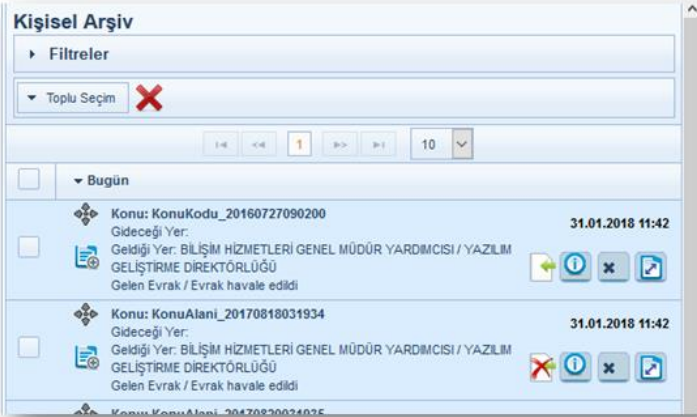 Kişisel Arşiv
Filtreler
Toplu Seçim
1
10
Bugün
Konu: KonuKodu_20160727090200
31.01.2018 11:42
Gideceği Yer:
Geldiği Yer: BİLİŞİM HİZMETLERİ GENEL MÜDÜR YARDIMCISI / YAZILIM
GELİŞTİRME DİREKTÖRLÜĞÜ
Gelen Evrak / Evrak havale edildi
Konu: KonuAlani_20170818031934
31.01.2018 11:42
Gideceği Yer:
Geldiği Yer: BİLİŞİM HİZMETLERİ GENEL MÜDÜR YARDIMCISI / YAZILIM
GELİŞTİRME DİREKTÖRLÜĞÜ
Gelen Evrak / Evrak havale edildi